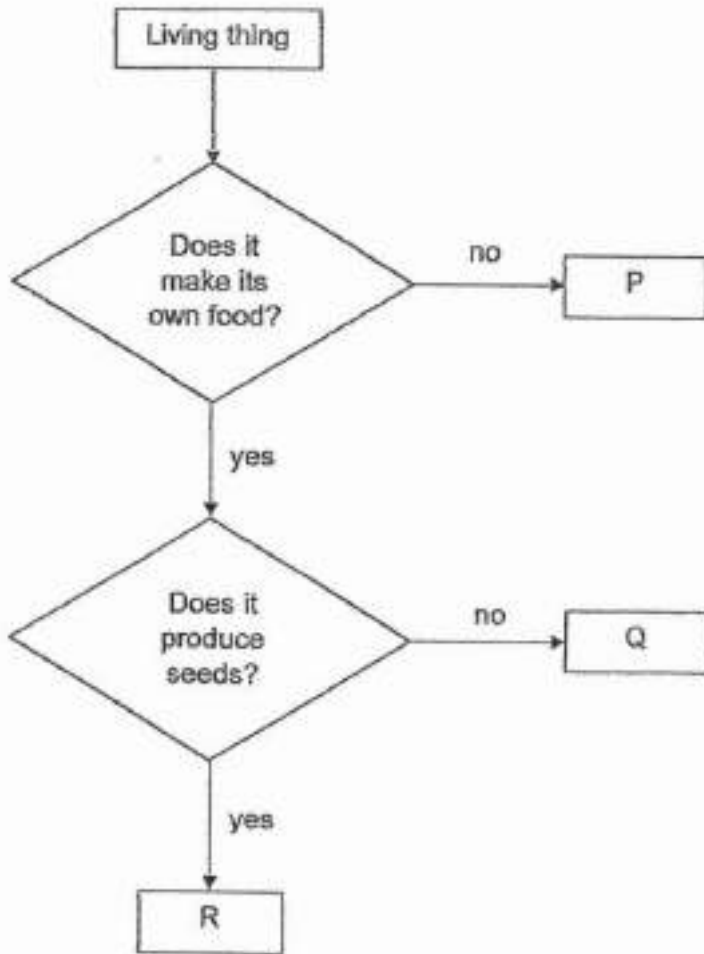 Living thing
Does it
make its
own food?
no
P
yes
Does it
produce
seeds?
no
Q
yes
R